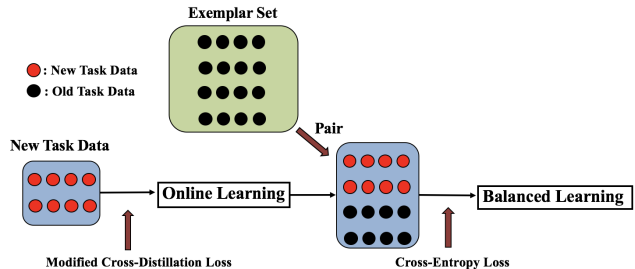 Exemplar Set
: New Task Data
: Old Task Data
Pair
New Task Data
Online Learning
Balanced Learning
Modified Cross-Distillation Loss
Cross-Entropy Loss